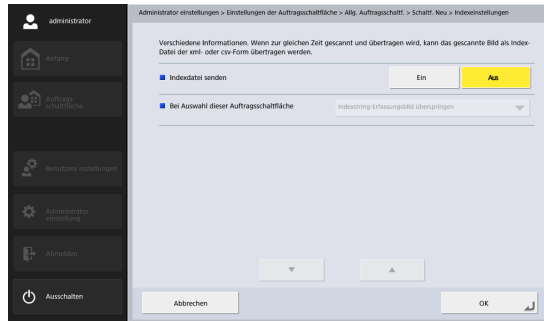 administrator
Anfang
Auftrags
schaltfläche
Benutzere instellungen
Administrator -
einstellung
Abmelden
Ausschalten
Administrator einstellungen > Einstellungen der Auftragsschaltfläche > Allg. Auftragsschaltf. > Schaltf. Neu > Indexeinstellungen
Verschiedene Informationen. Wenn zur gleichen Zeit gescannt und übertragen wird, kann das gescannte Bild als Index-
Datei der xml- oder csv-Form übertragen werden.
Indexdatei senden
Ein
Aus
Bei Auswahl dieser Auftragsschaltfläche
Indexstring-Erfassungsbild überspringen
Abbrechen
OK